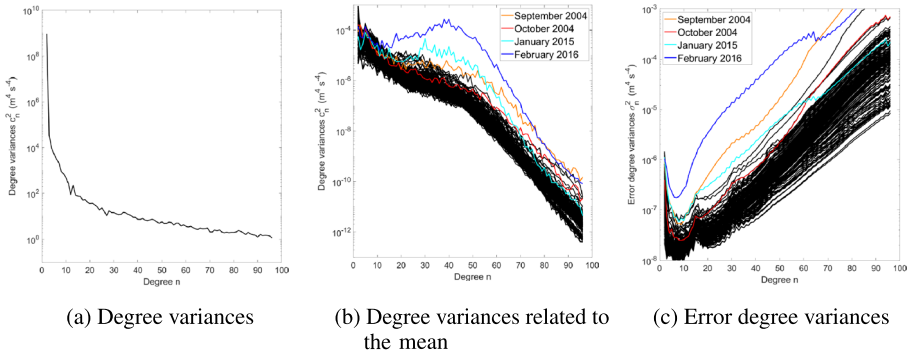 10^10
10^8
10^6
10^4
10^2
10^0
Degree variances c_n^2 (m^4 s^-4)
0 10 20 30 40 50 60 70 80 90 100
Degree n
(a) Degree variances
10^-4
10^-6
10^-8
10^-10
10^-12
Degree variances c_n^2 (m^4 s^-4)
September 2004
October 2004
January 2015
February 2016
0 10 20 30 40 50 60 70 80 90 100
Degree n
(b) Degree variances related to
the mean
10^-3
10^-4
10^-5
10^-6
10^-7
10^-8
Error degree variances σ_n^2 (m^4 s^-4)
September 2004
October 2004
January 2015
February 2016
0 10 20 30 40 50 60 70 80 90 100
Degree n
(c) Error degree variances